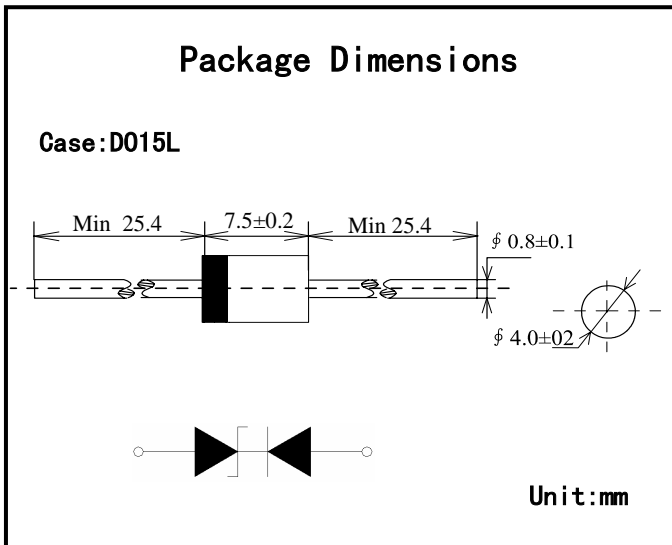 Package Dimensions
Case:DO15L
Min 25.4
7.5±0.2
Min 25.4
∮ 0.8±0.1
∮ 4.0±02
Unit:mm